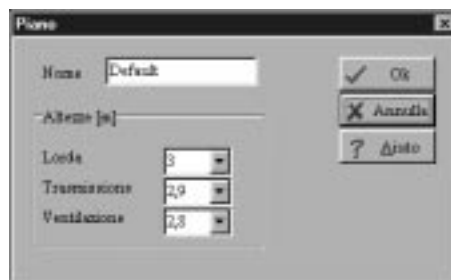 Piano
Nome Default
Ok
Altezze [m]
Annulla
Lorda 3
Aiuto
Trasmissione 2,9
Ventilazione 2,8